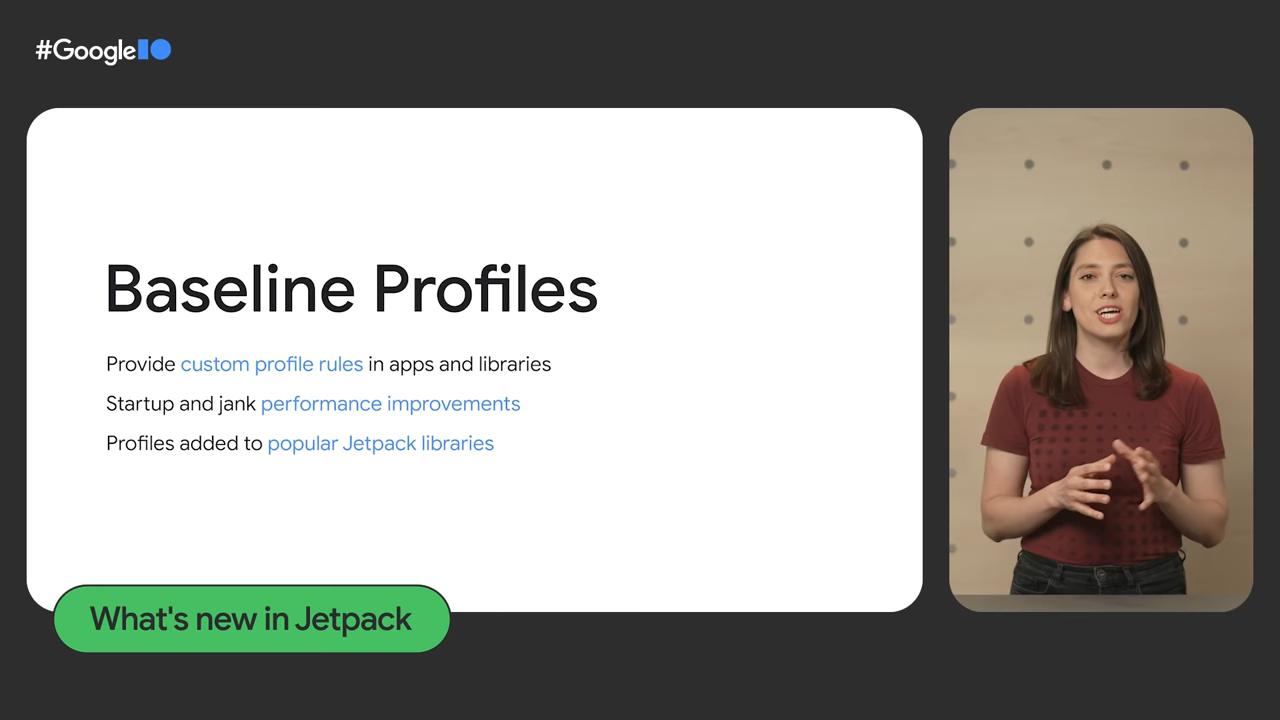 #GoogleIO
Baseline Profiles
Provide custom profile rules in apps and libraries
Startup and jank performance improvements
Profiles added to popular Jetpack libraries
What's new in Jetpack